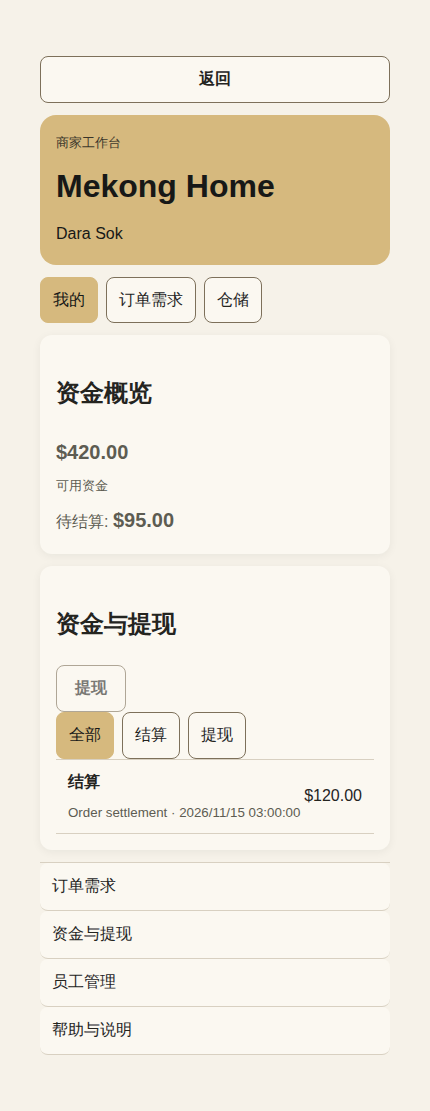 返回
商家工作台
Mekong Home
Dara Sok
我的 订单需求 仓储
资金概览
$420.00
可用资金
待结算: $95.00
资金与提现
提现
全部 结算 提现
结算
$120.00
Order settlement · 2026/11/15 03:00:00
订单需求
资金与提现
员工管理
帮助与说明